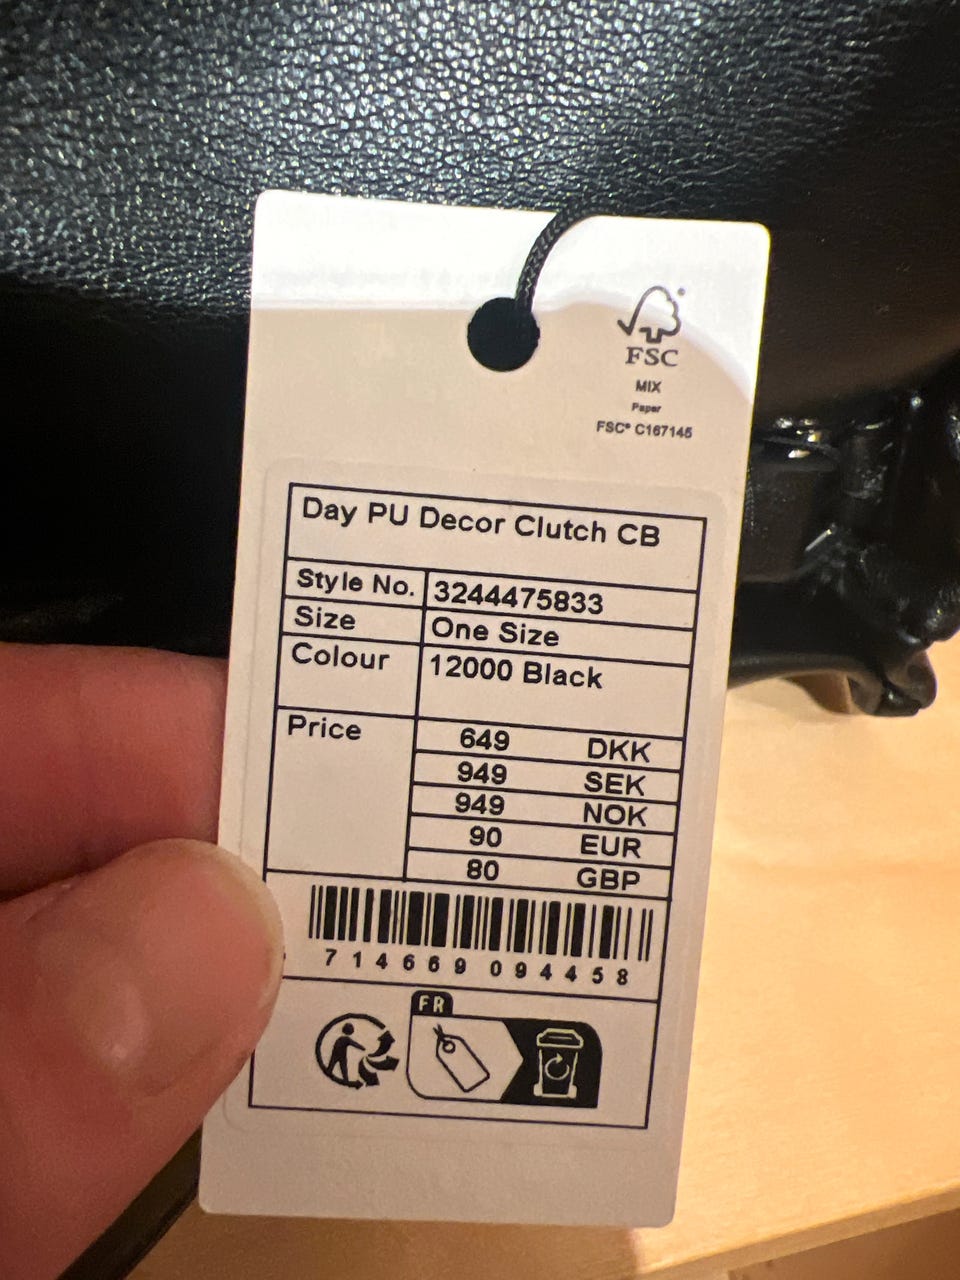 FSC
MIX
Paper
FSC® C167145
Day PU Decor Clutch CB
Style No. 3244475833
Size One Size
Colour 12000 Black
Price 649 DKK
949 SEK
949 NOK
90 EUR
80 GBP
714669 094458
FR